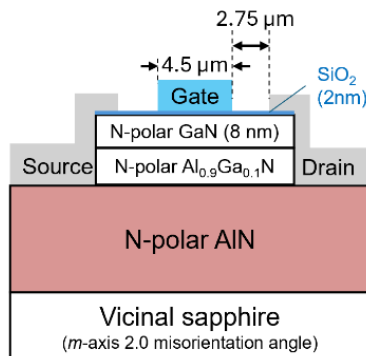 2.75 µm
4.5 µm
Gate
SiO₂
(2nm)
N-polar GaN (8 nm)
Source
N-polar Al₀.₉Ga₀.₁N
Drain
N-polar AlN
Vicinal sapphire
(m-axis 2.0 misorientation angle)